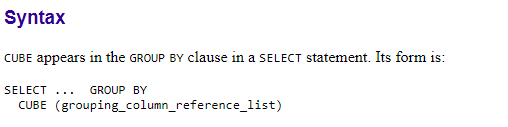 Syntax
CUBE appears in the GROUP BY clause in a SELECT statement. Its form is:
SELECT ...  GROUP BY
  CUBE (grouping_column_reference_list)